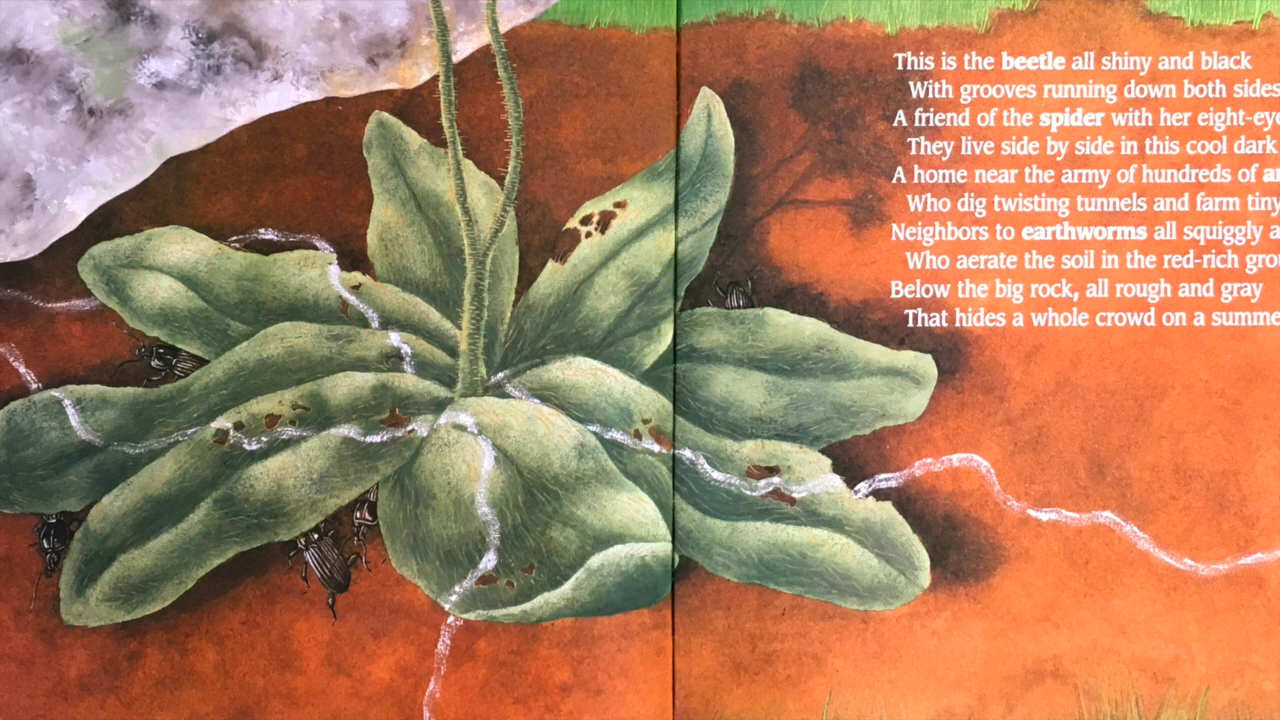 This is the beetle all shiny and black
With grooves running down both sides
A friend of the spider with her
They live side by side in this cool dark
A home near the army of hundreds of
Who dig twisting tunnels and farm tiny
Neighbors to earthworms all squiggly
Who aerate the soil in the red-rich
Below the big rock, all rough and gray
That hides a whole crowd on a